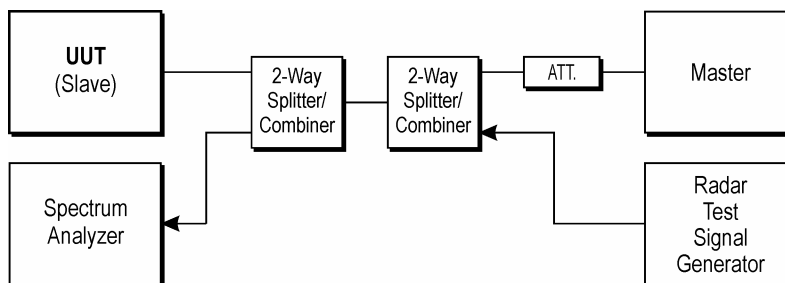 UUT
(Slave)
2-Way
Splitter/
Combiner
2-Way
Splitter/
Combiner
ATT.
Master
Spectrum
Analyzer
Radar
Test
Signal
Generator